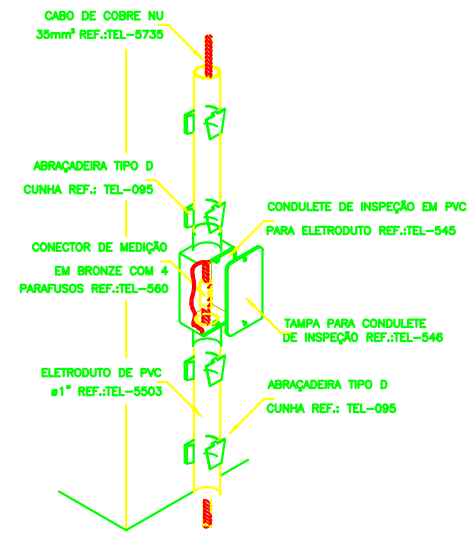 CABO DE COBRE NU
35mm² REF.:TEL-5735
ABRAÇADEIRA TIPO D
CUNHA REF.: TEL-095
CONDULETE DE INSPEÇÃO EM PVC
PARA ELETRODUTO REF.:TEL-545
CONECTOR DE MEDIÇÃO
EM BRONZE COM 4
PARAFUSOS REF.:TEL-560
TAMPA PARA CONDULETE
DE INSPEÇÃO REF.:TEL-546
ELETRODUTO DE PVC
ø1" REF.:TEL-5503
ABRAÇADEIRA TIPO D
CUNHA REF.: TEL-095